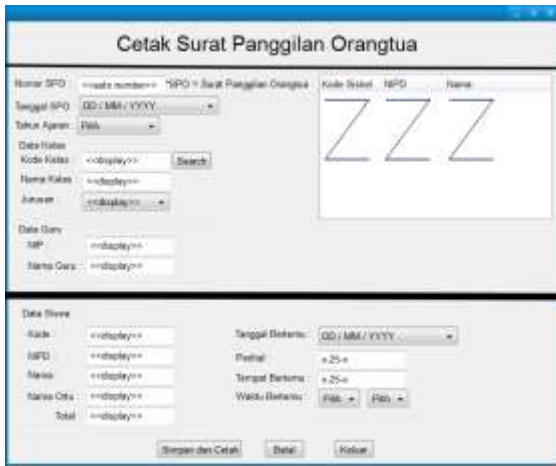 Cetak Surat Panggilan Orangtua
Nomor SPO : <<auto number>> *SPO = Surat Panggilan Orangtua
Kode Siskel NIPD Nama
Tanggal SPO : DD / MM / YYYY
Tahun Ajaran : Pilih
Data Kelas
Kode Kelas : <<display>> Search
Nama Kelas : <<display>>
Jurusan : <<display>>
Data Guru
NIP : <<display>>
Nama Guru : <<display>>
Data Siswa
Kode : <<display>> Tanggal Bertemu : DD / MM / YYYY
NIPD : <<display>> Perihal : x-25-x
Nama : <<display>> Tempat Bertemu : x-25-x
Nama Ortu : <<display>> Waktu Bertemu : Pilih Pilih
Total : <<display>>
Simpan dan Cetak Batal Keluar